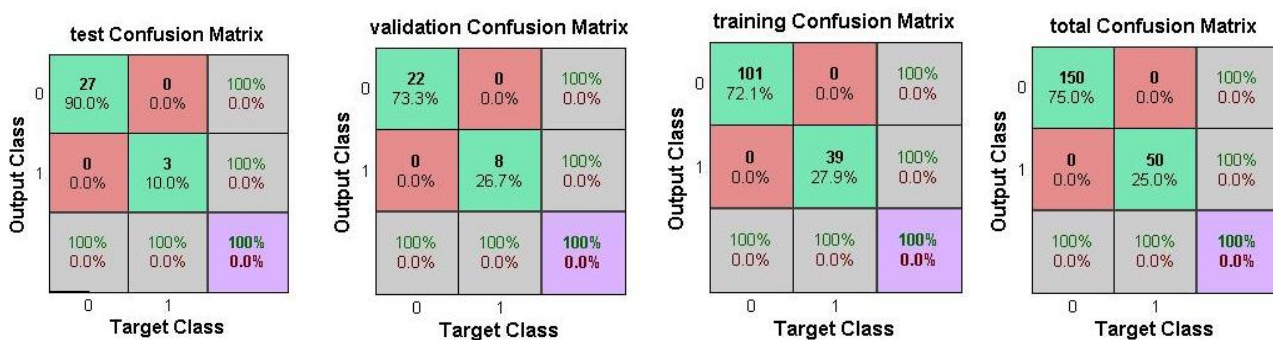 test Confusion Matrix
Output Class
0
27 0 100%
90.0% 0.0% 0.0%
1
0 3 100%
0.0% 10.0% 0.0%
100% 100% 100%
0.0% 0.0% 0.0%
0 1
Target Class
validation Confusion Matrix
Output Class
0
22 0 100%
73.3% 0.0% 0.0%
1
0 8 100%
0.0% 26.7% 0.0%
100% 100% 100%
0.0% 0.0% 0.0%
0 1
Target Class
training Confusion Matrix
Output Class
0
101 0 100%
72.1% 0.0% 0.0%
1
0 39 100%
0.0% 27.9% 0.0%
100% 100% 100%
0.0% 0.0% 0.0%
0 1
Target Class
total Confusion Matrix
Output Class
0
150 0 100%
75.0% 0.0% 0.0%
1
0 50 100%
0.0% 25.0% 0.0%
100% 100% 100%
0.0% 0.0% 0.0%
0 1
Target Class